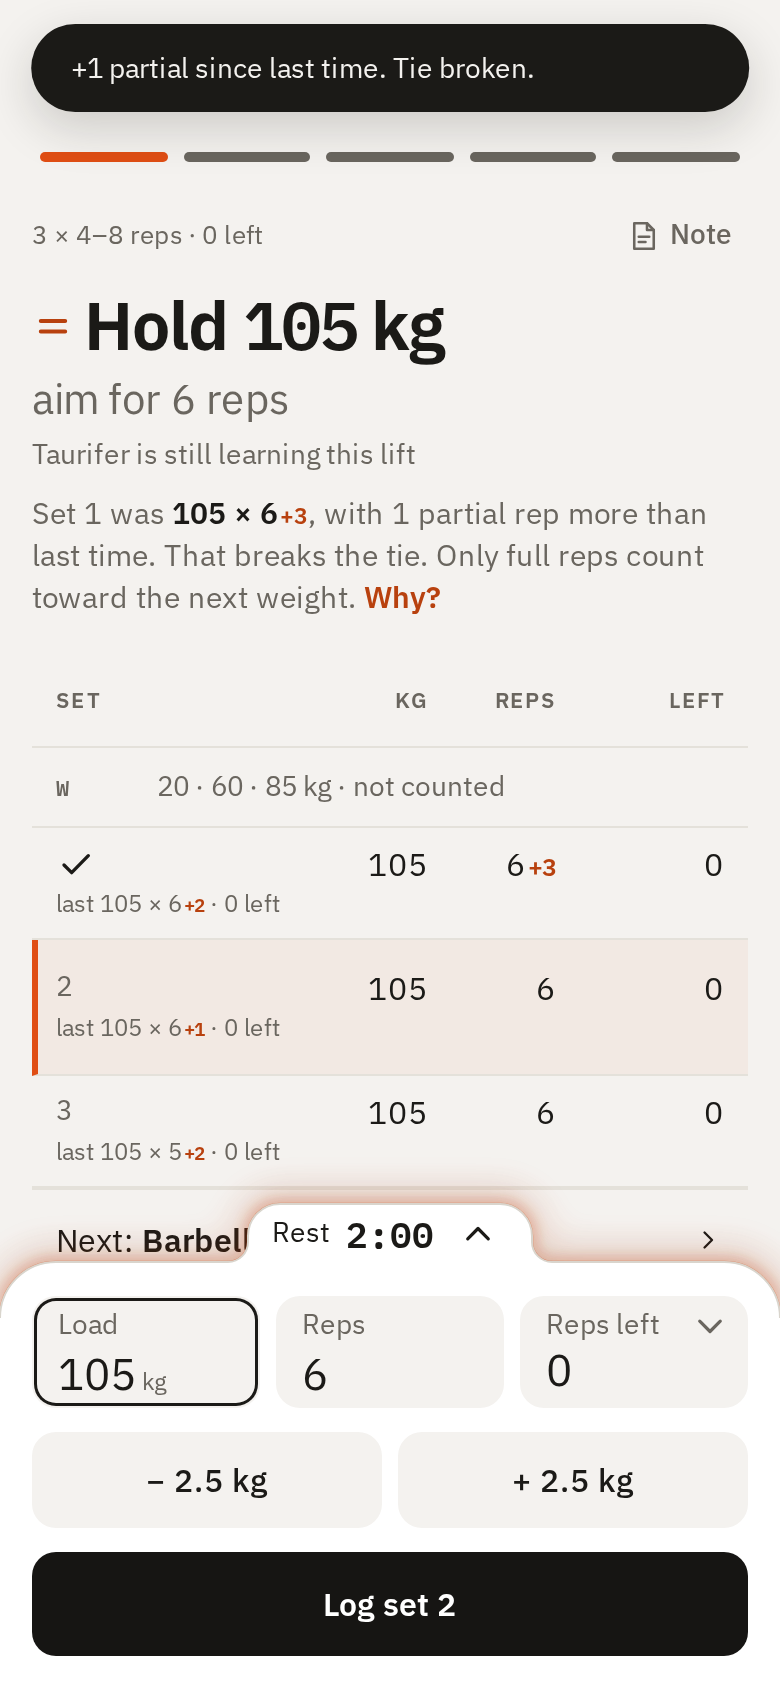 +1 partial since last time. Tie broken.
3 × 4–8 reps · 0 left
Note
= Hold 105 kg
aim for 6 reps
Taurifer is still learning this lift
Set 1 was 105 × 6+3, with 1 partial rep more than
last time. That breaks the tie. Only full reps count
toward the next weight. Why?
SET KG REPS LEFT
W 20 · 60 · 85 kg · not counted
105 6+3 0
last 105 × 6+2 · 0 left
2 105 6 0
last 105 × 6+1 · 0 left
3 105 6 0
last 105 × 5+2 · 0 left
Next: Barbell
Rest 2:00
Load Reps Reps left
105 kg 6 0
– 2.5 kg + 2.5 kg
Log set 2